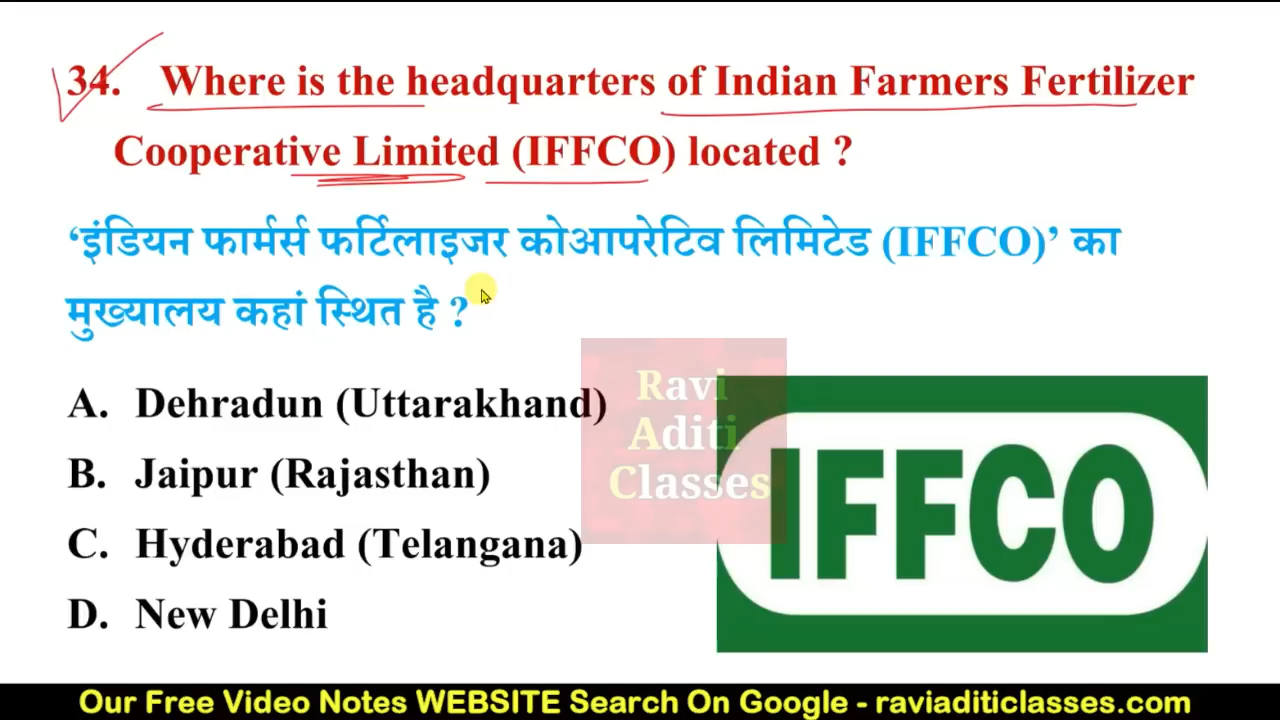 34. Where is the headquarters of Indian Farmers Fertilizer
Cooperative Limited (IFFCO) located ?
‘इंडियन फार्मर्स फर्टिलाइजर कोआपरेटिव लिमिटेड (IFFCO)’ का
मुख्यालय कहां स्थित है ?
A. Dehradun (Uttarakhand)
B. Jaipur (Rajasthan)
C. Hyderabad (Telangana)
D. New Delhi
Ravi
Aditi
Classes
IFFCO
Our Free Video Notes WEBSITE Search On Google - raviaditiclasses.com